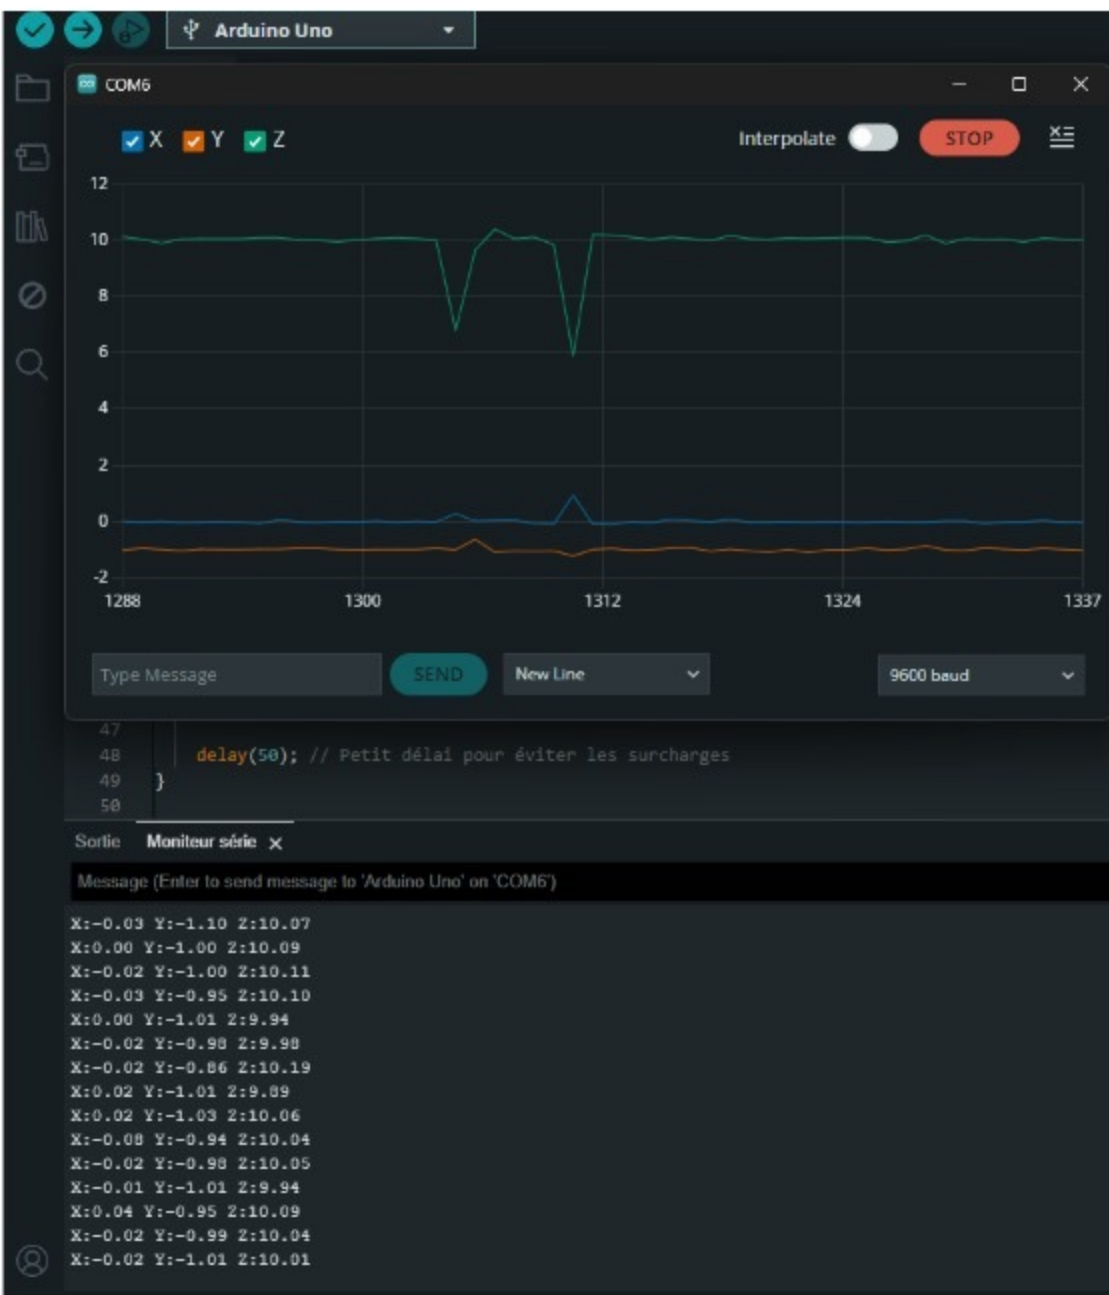 Arduino Uno
COM6
X Y Z
Interpolate STOP
12
10
8
6
4
2
0
-2
1288 1300 1312 1324 1337
Type Message SEND New Line 9600 baud
47
48 delay(50); // Petit délai pour éviter les surcharges
49 }
50
Sortie Moniteur série
Message (Enter to send message to 'Arduino Uno' on 'COM6')
X:-0.03 Y:-1.10 Z:10.07
X:0.00 Y:-1.00 Z:10.09
X:-0.02 Y:-1.00 Z:10.11
X:-0.03 Y:-0.95 Z:10.10
X:0.00 Y:-1.01 Z:9.94
X:-0.02 Y:-0.98 Z:9.98
X:-0.02 Y:-0.86 Z:10.19
X:0.02 Y:-1.01 Z:9.89
X:0.02 Y:-1.03 Z:10.06
X:-0.08 Y:-0.94 Z:10.04
X:-0.02 Y:-0.98 Z:10.05
X:-0.01 Y:-1.01 Z:9.94
X:0.04 Y:-0.95 Z:10.09
X:-0.02 Y:-0.99 Z:10.04
X:-0.02 Y:-1.01 Z:10.01